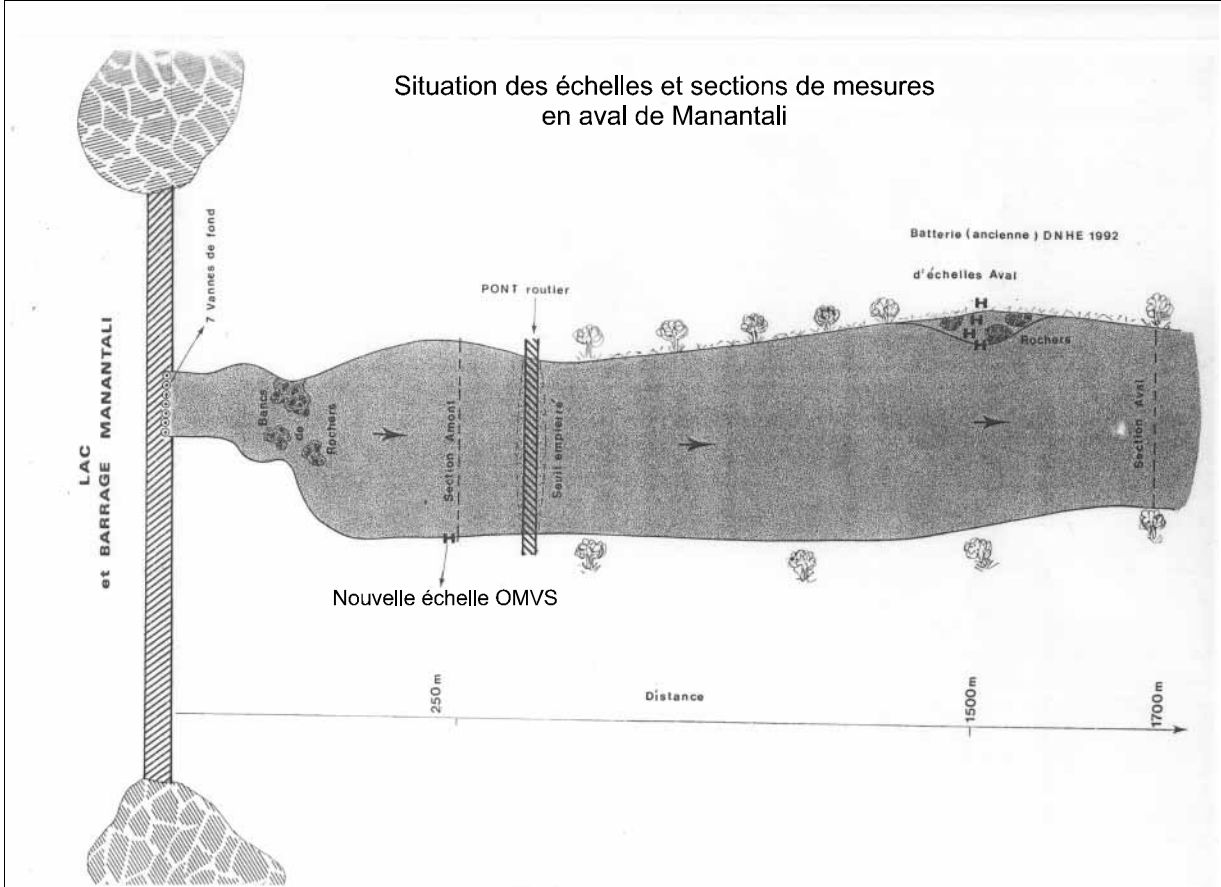 Situation des échelles et sections de mesures
en aval de Manantali
LAC
et BARRAGE MANANTALI
7 Vannes de fond
Bancs
de
Rochers
Section Amont
PONT routier
Seuil empierré
Batterie (ancienne) DNHE 1992
d'échelles Aval
H
H
H
H
Rochers
Section Aval
H
Nouvelle échelle OMVS
250 m
Distance
1500 m
1700 m